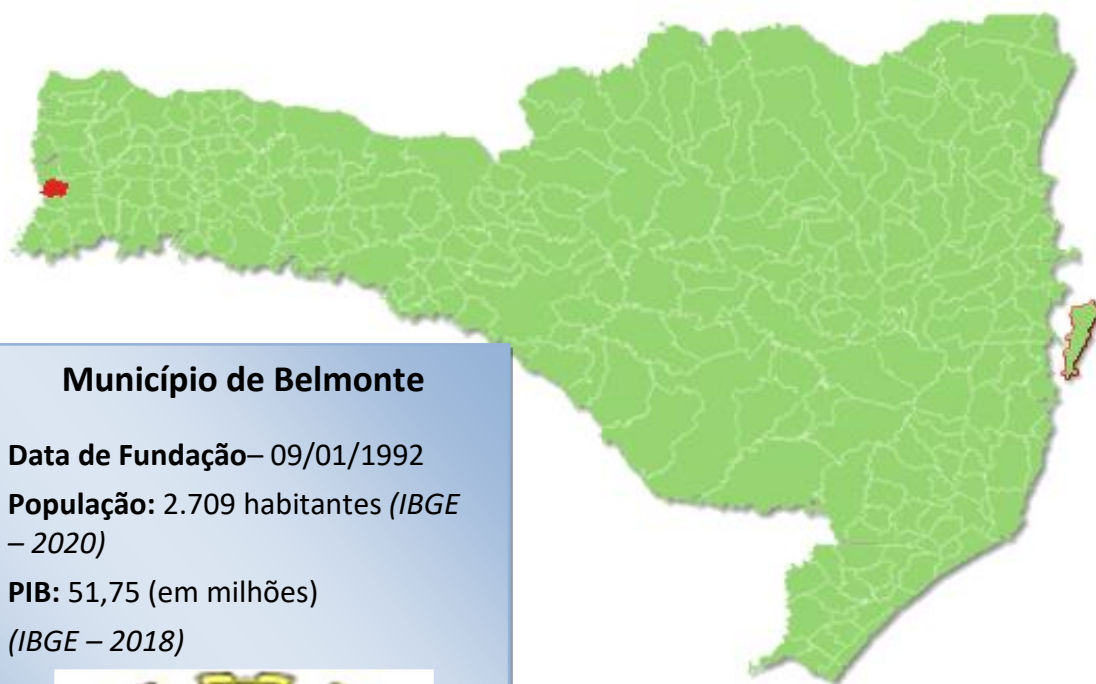 Município de Belmonte
Data de Fundação– 09/01/1992
População: 2.709 habitantes (IBGE
– 2020)
PIB: 51,75 (em milhões)
(IBGE – 2018)